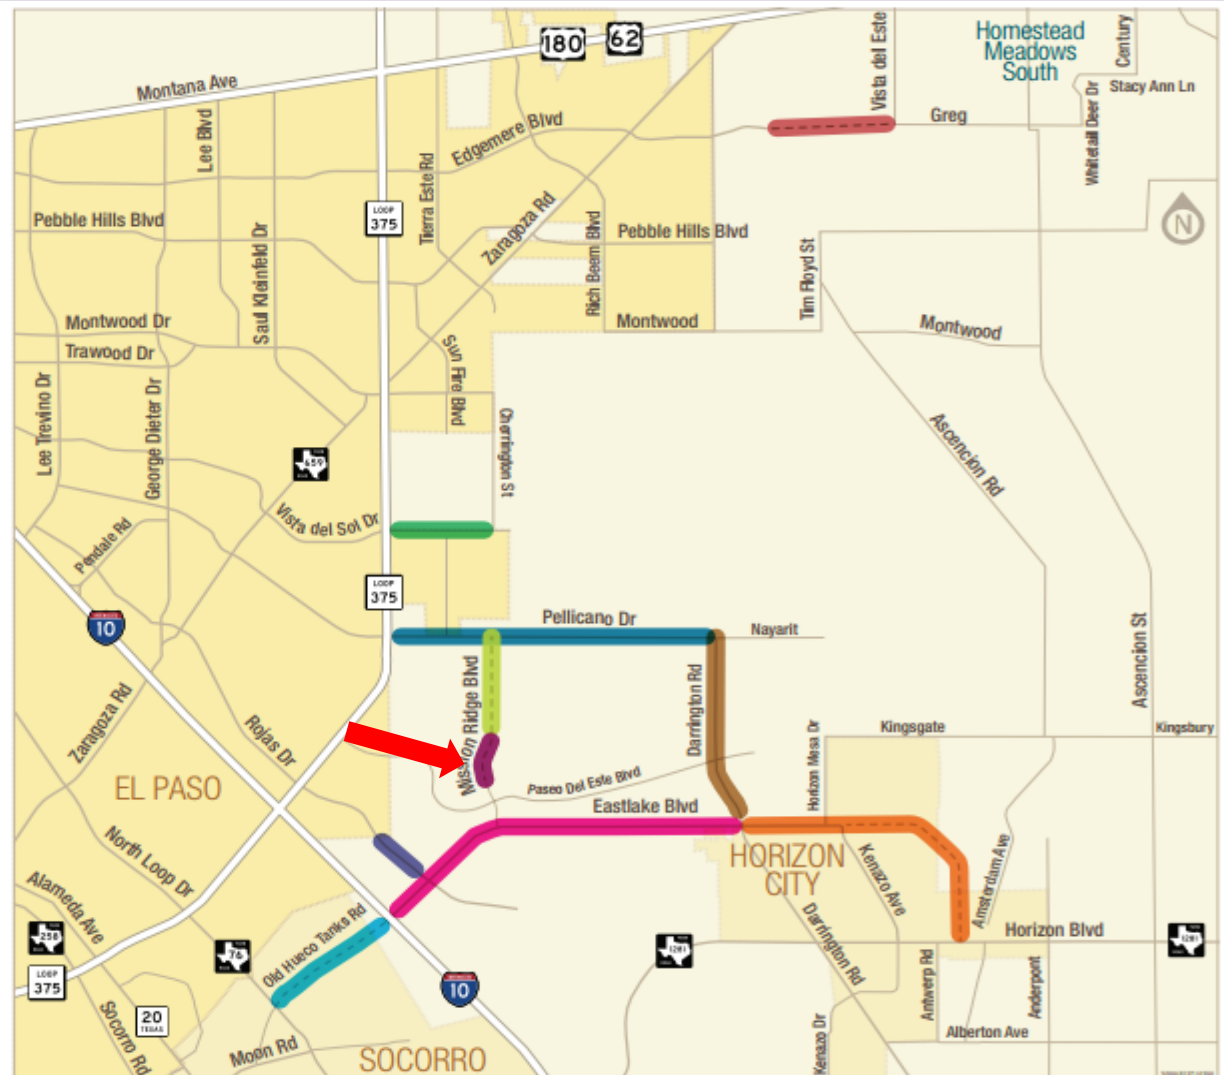 180
62
Homestead
Meadows
South
Century
Vista del Este
Stacy Ann Ln
Montana Ave
Whitetail Deer Dr
Greg
Lee Blvd
Edgemere Blvd
Tierra Este Rd
LOOP
375
Zaragoza Rd
N
Pebble Hills Blvd
Saul Kleinfeld Dr
Rich Beem Blvd
Pebble Hills Blvd
Tim Floyd St
Montwood Dr
Montwood
Montwood
Trawood Dr
Sun Fire Blvd
Lee Trevino Dr
George Dieter Dr
Cherrington St
Ascencion Rd
659
Vista del Sol Dr
Pendale Rd
LOOP
375
10
Pellicano Dr
Nayarit
Ascencion St
Mission Ridge Blvd
Darrington Rd
Zaragoza Rd
Rojas Dr
Horizon Mesa Dr
Kingsgate
Kingsbury
EL PASO
Paseo Del Este Blvd
Eastlake Blvd
North Loop Dr
HORIZON
CITY
Kenazo Ave
Amsterdam Ave
Alameda Ave
Old Hueco Tanks Rd
Darrington Rd
Horizon Blvd
258
76
1281
1281
LOOP
375
10
Antwerp Rd
Anderpont
20
TEXAS
Socorro Rd
Moon Rd
SOCORRO
Kenazo Dr
Alberton Ave